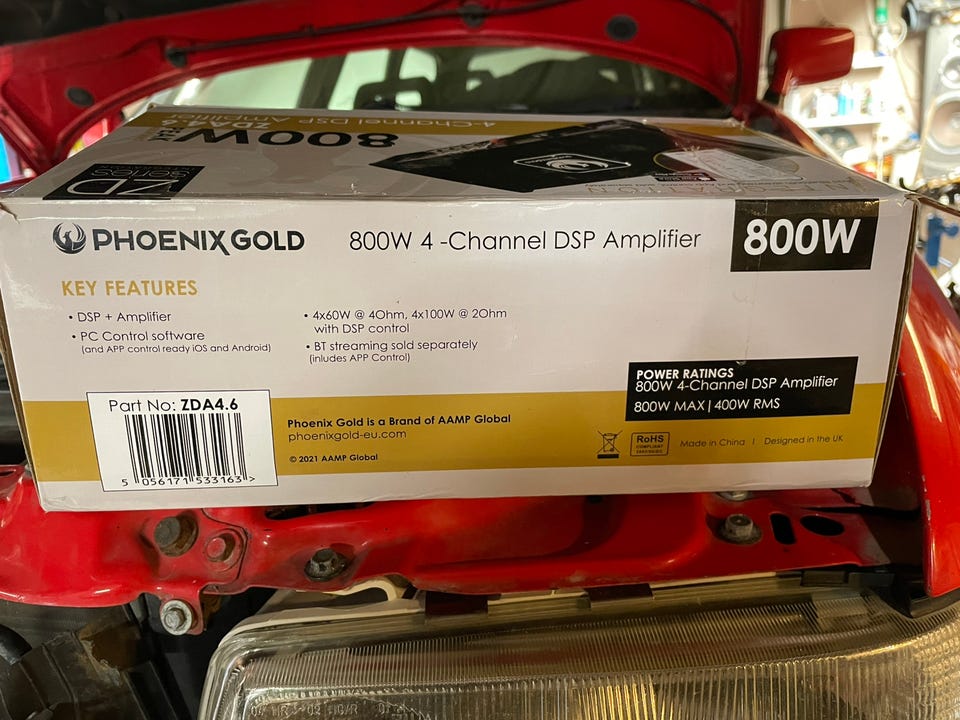 4-Channel DSP Amplifier
800W
PEAK
ZD
series
PHOENIX GOLD
800W 4 -Channel DSP Amplifier
800W
KEY FEATURES
• DSP + Amplifier
• PC Control software
(and APP control ready iOS and Android)
• 4x60W @ 4Ohm, 4x100W @ 2Ohm
with DSP control
• BT streaming sold separately
(inludes APP Control)
POWER RATINGS
800W 4-Channel DSP Amplifier
800W MAX | 400W RMS
Part No: ZDA4.6
5 056171 533163 >
Phoenix Gold is a Brand of AAMP Global
phoenixgold-eu.com
© 2021 AAMP Global
RoHS
COMPLIANT
Made in China | Designed in the UK